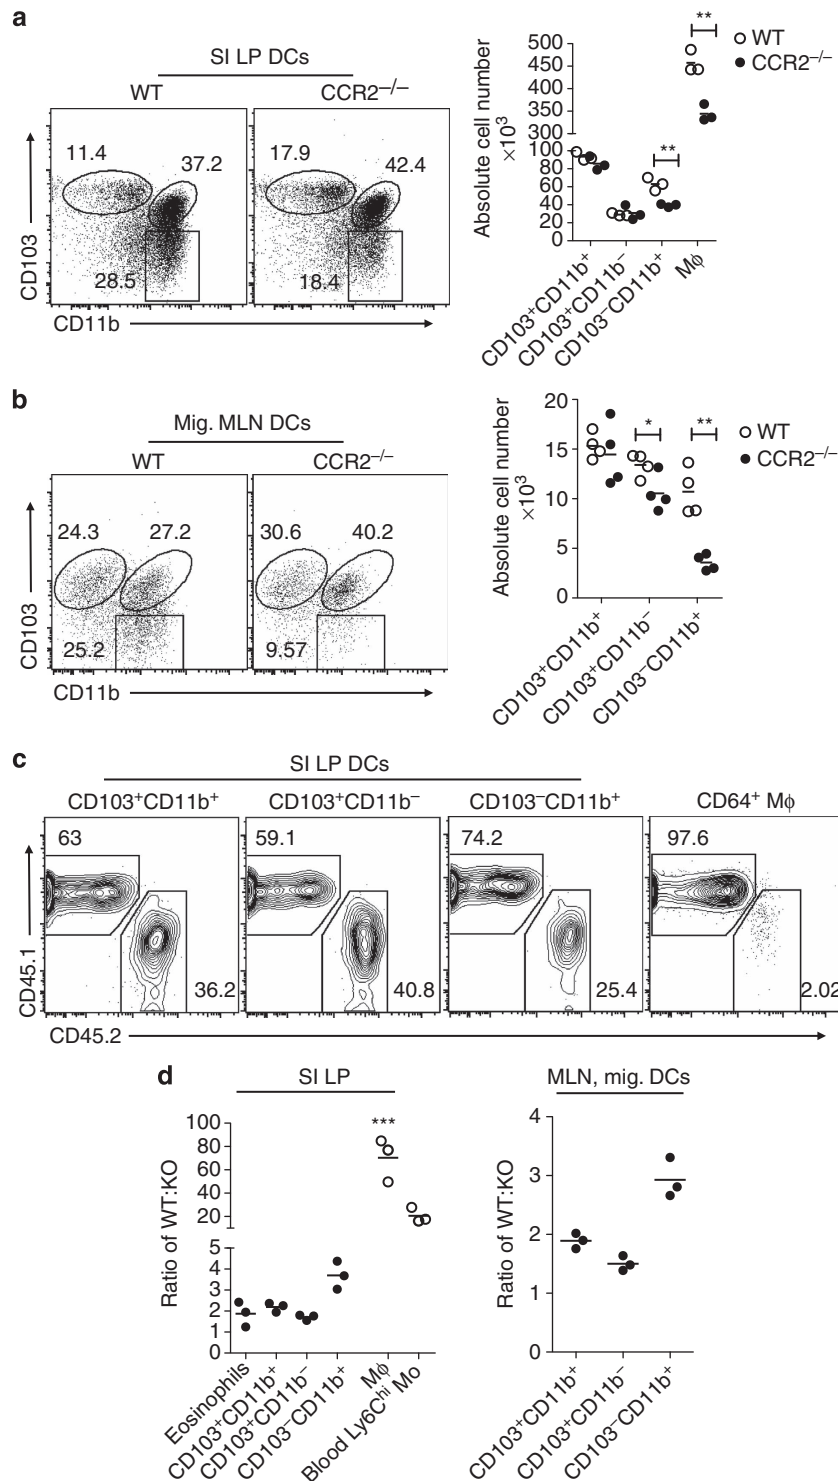 a
SI LP DCs
WT
CCR2⁻/⁻
11.4
37.2
28.5
17.9
42.4
18.4
CD103
CD11b
Absolute cell number
×10³
500
450
400
350
300
100
80
60
40
20
0
**
**
WT
CCR2⁻/⁻
CD103⁺CD11b⁺
CD103⁺CD11b⁻
CD103⁻CD11b⁺
Mϕ
b
Mig. MLN DCs
WT
CCR2⁻/⁻
24.3
27.2
25.2
30.6
40.2
9.57
CD103
CD11b
Absolute cell number
×10³
20
15
10
5
0
*
**
WT
CCR2⁻/⁻
CD103⁺CD11b⁺
CD103⁺CD11b⁻
CD103⁻CD11b⁺
c
SI LP DCs
CD103⁺CD11b⁺
CD103⁺CD11b⁻
CD103⁻CD11b⁺
CD64⁺ Mϕ
63
36.2
59.1
40.8
74.2
25.4
97.6
2.02
CD45.1
CD45.2
d
SI LP
Ratio of WT:KO
100
80
60
40
20
5
4
3
2
1
0
***
Eosinophils
CD103⁺CD11b⁺
CD103⁺CD11b⁻
CD103⁻CD11b⁺
Mϕ
Blood Ly6Cʰⁱ Mo
MLN, mig. DCs
Ratio of WT:KO
4
3
2
1
0
CD103⁺CD11b⁺
CD103⁺CD11b⁻
CD103⁻CD11b⁺